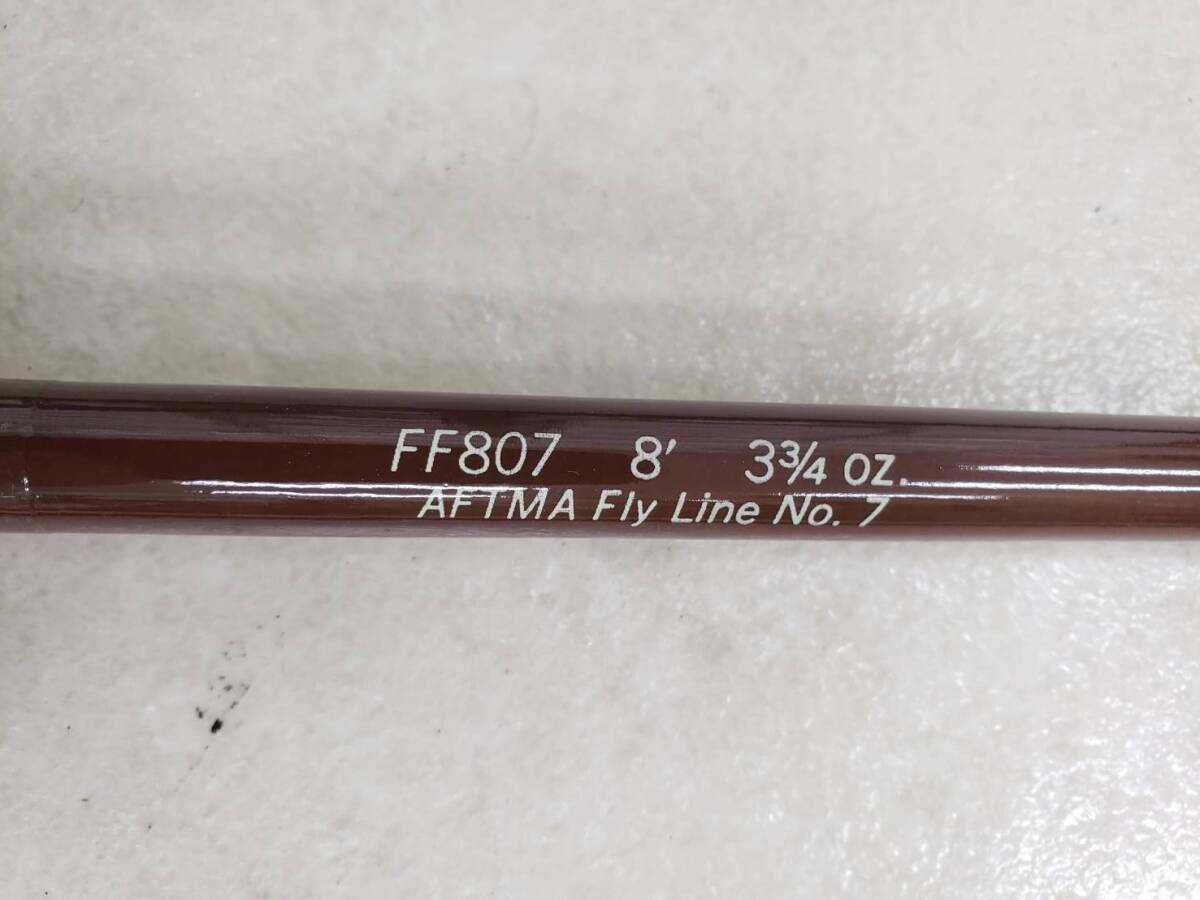 FF807 8' 3¾ OZ.
AFTMA Fly Line No. 7